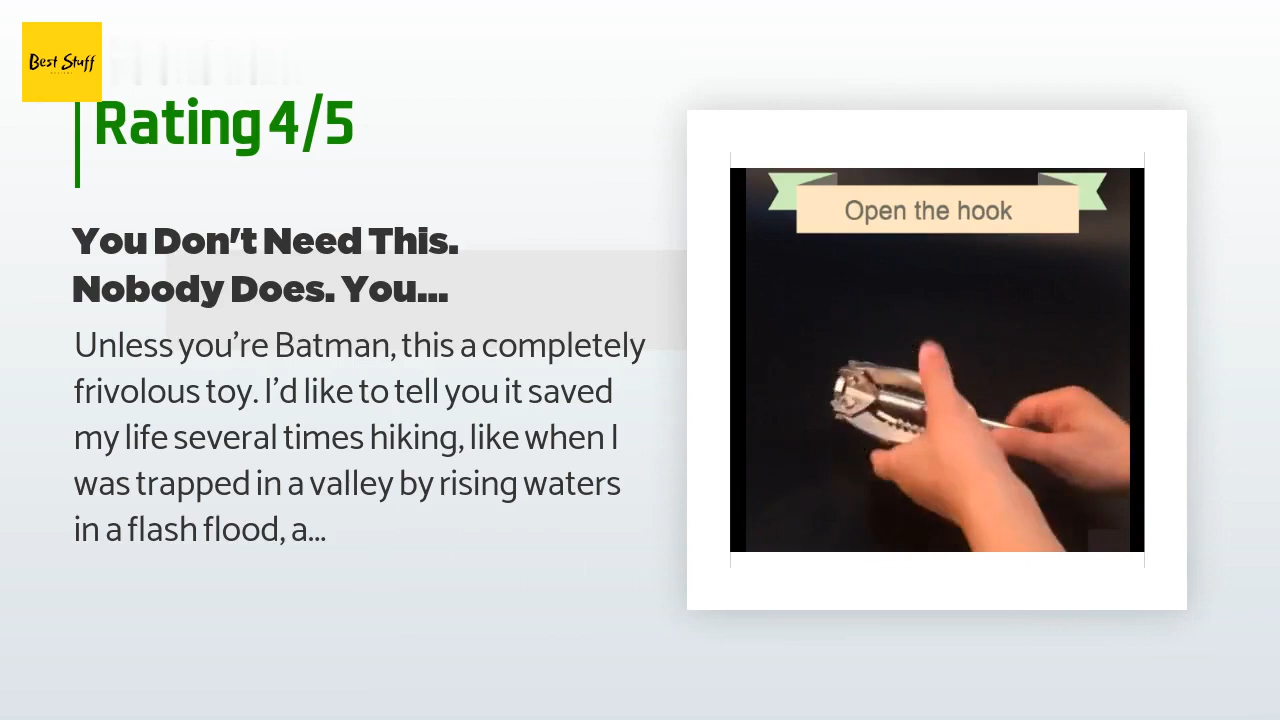 Best Stuff
Rating 4/5
You Don't Need This.
Nobody Does. You...
Unless you're Batman, this a completely
frivolous toy. I'd like to tell you it saved
my life several times hiking, like when I
was trapped in a valley by rising waters
in a flash flood, a...
Open the hook